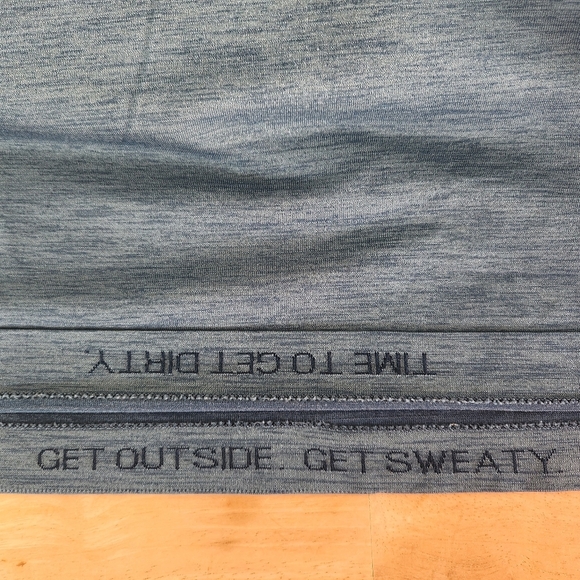 TIME TO GET DIRTY.
GET OUTSIDE. GET SWEATY.